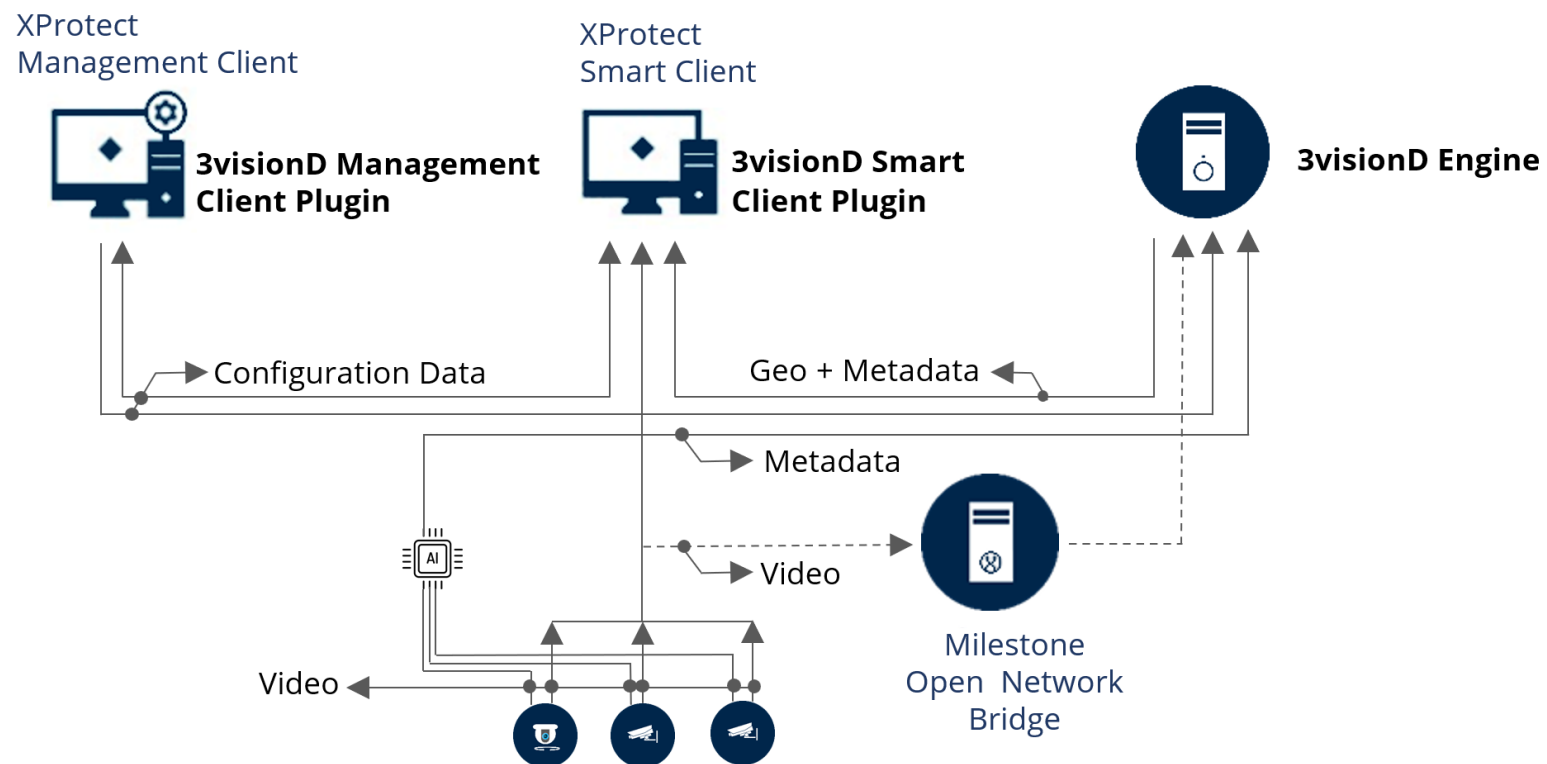 XProtect
Management Client
XProtect
Smart Client
3visionD Management
Client Plugin
3visionD Smart
Client Plugin
3visionD Engine
Configuration Data
Geo + Metadata
Metadata
AI
Video
Milestone
Open Network
Bridge
Video